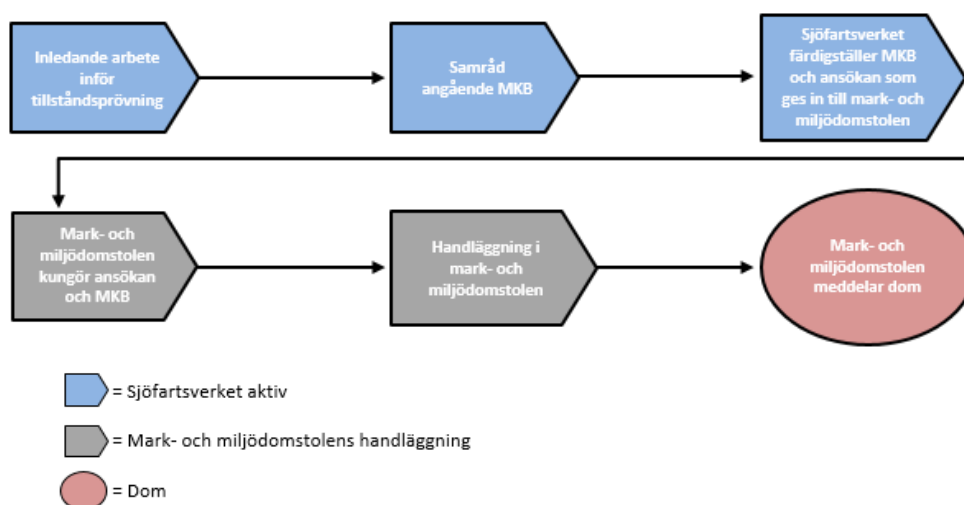 Inledande arbete
inför
tillståndsprövning
Samråd
angående MKB
Sjöfartsverket
färdigställer MKB
och ansökan som
ges in till mark- och
miljödomstolen
Mark- och
miljödomstolen
kungör ansökan
och MKB
Handläggning i
mark- och
miljödomstolen
Mark- och
miljödomstolen
meddelar dom
= Sjöfartsverket aktiv
= Mark- och miljödomstolens handläggning
= Dom